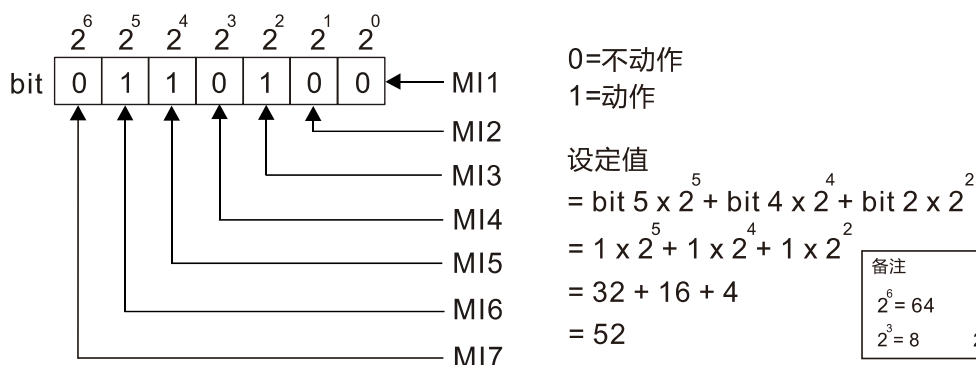 2⁶ 2⁵ 2⁴ 2³ 2² 2¹ 2⁰
bit 0 1 1 0 1 0 0
MI1
MI2
MI3
MI4
MI5
MI6
MI7
0=不动作
1=动作
设定值
= bit 5 x 2⁵ + bit 4 x 2⁴ + bit 2 x 2²
= 1 x 2⁵ + 1 x 2⁴ + 1 x 2²
= 32 + 16 + 4
= 52
备注
2⁶ = 64
2³ = 8